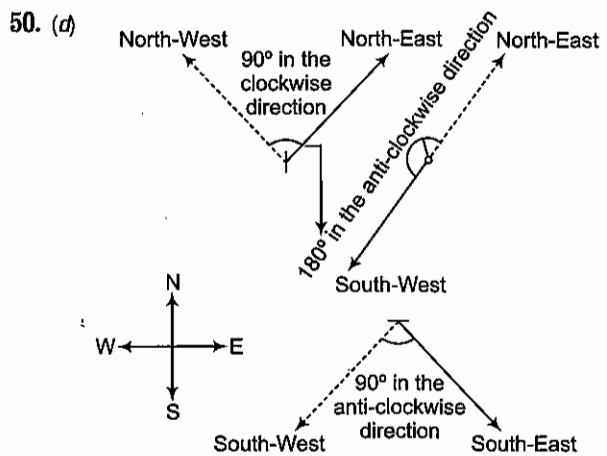 50. (d)
North-West
North-East
90° in the
clockwise
direction
180° in the anti-clockwise direction
North-East
South-West
N
W
E
S
90° in the
anti-clockwise
direction
South-West
South-East